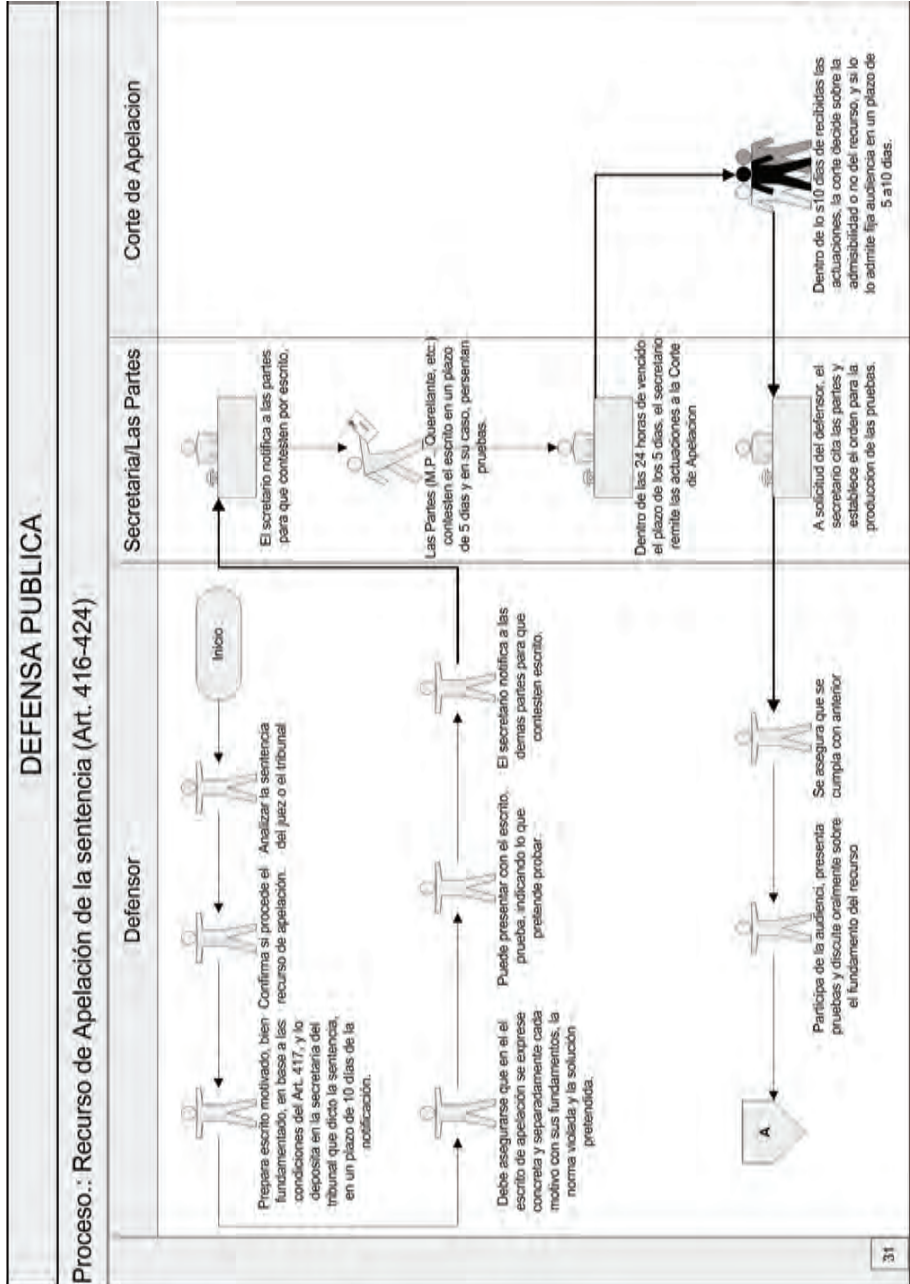 DEFENSA PUBLICA
Proceso.: Recurso de Apelación de la sentencia (Art. 416-424)
Defensor
Secretaria/Las Partes
Corte de Apelacion
Inicio
Analizar la sentencia
del juez o el tribunal
Confirma si procede el
recurso de apelación.
Prepara escrito motivado, bien
fundamentado, en base a las
condiciones del Art. 417, y lo
deposita en la secretaría del
tribunal que dicto la sentencia,
en un plazo de 10 días de la
notificación.
Debe asegurarse que en el el
escrito de apelación se exprese
concreta y separadamente cada
motivo con sus fundamentos, la
norma violada y la solución
pretendida.
Puede presentar con el escrito,
prueba, indicando lo que
pretende probar.
El secretario notifica a las
demas partes para que
contesten escrito.
El scretario notifica a las partes
para que contesten por escrito.
Las Partes (M.P_ Querellante, etc.)
contesten el escrito en un plazo
de 5 días y en su caso, persentan
pruebas.
Dentro de las 24 horas de vencido
el plazo de los 5 dias, el secretario
remite las actuaciones a la Corte
de Apelacion
Dentro de lo s10 días de recibidas las
actuaciones, la corte decide sobre la
admisibilidad o no del recurso, y si lo
admite fija audiencia en un plazo de
5 a10 dias.
A solicitud del defensor, el
secretario cita las partes y
establece el orden para la
produccion de las pruebas.
Se asegura que se
cumpla con anterior
Participa de la audienci, presenta
pruebas y discute oralmente sobre
el fundamento del recurso
A
31